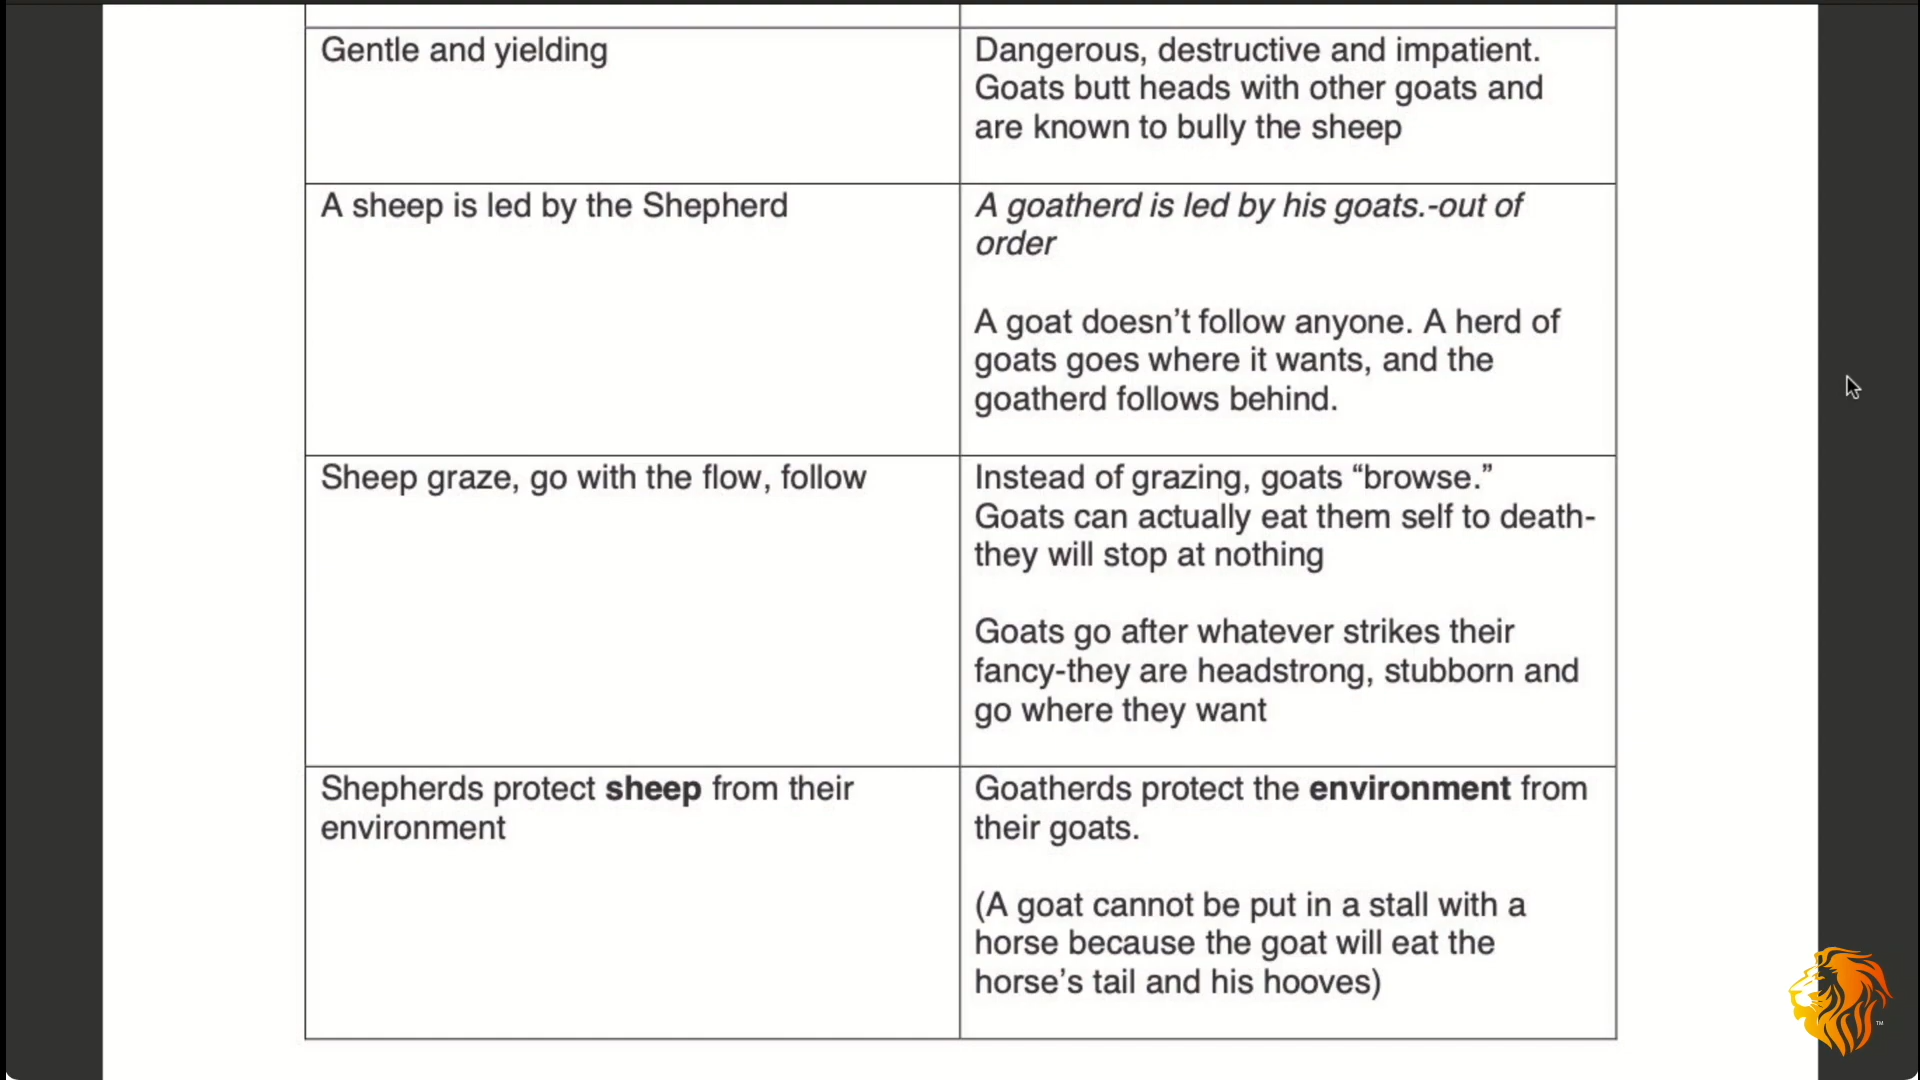 Gentle and yielding
Dangerous, destructive and impatient.
Goats butt heads with other goats and
are known to bully the sheep
A sheep is led by the Shepherd
A goatherd is led by his goats.-out of
order
A goat doesn’t follow anyone. A herd of
goats goes where it wants, and the
goatherd follows behind.
Sheep graze, go with the flow, follow
Instead of grazing, goats “browse.”
Goats can actually eat them self to death-
they will stop at nothing
Goats go after whatever strikes their
fancy-they are headstrong, stubborn and
go where they want
Shepherds protect sheep from their
environment
Goatherds protect the environment from
their goats.
(A goat cannot be put in a stall with a
horse because the goat will eat the
horse’s tail and his hooves)
TM